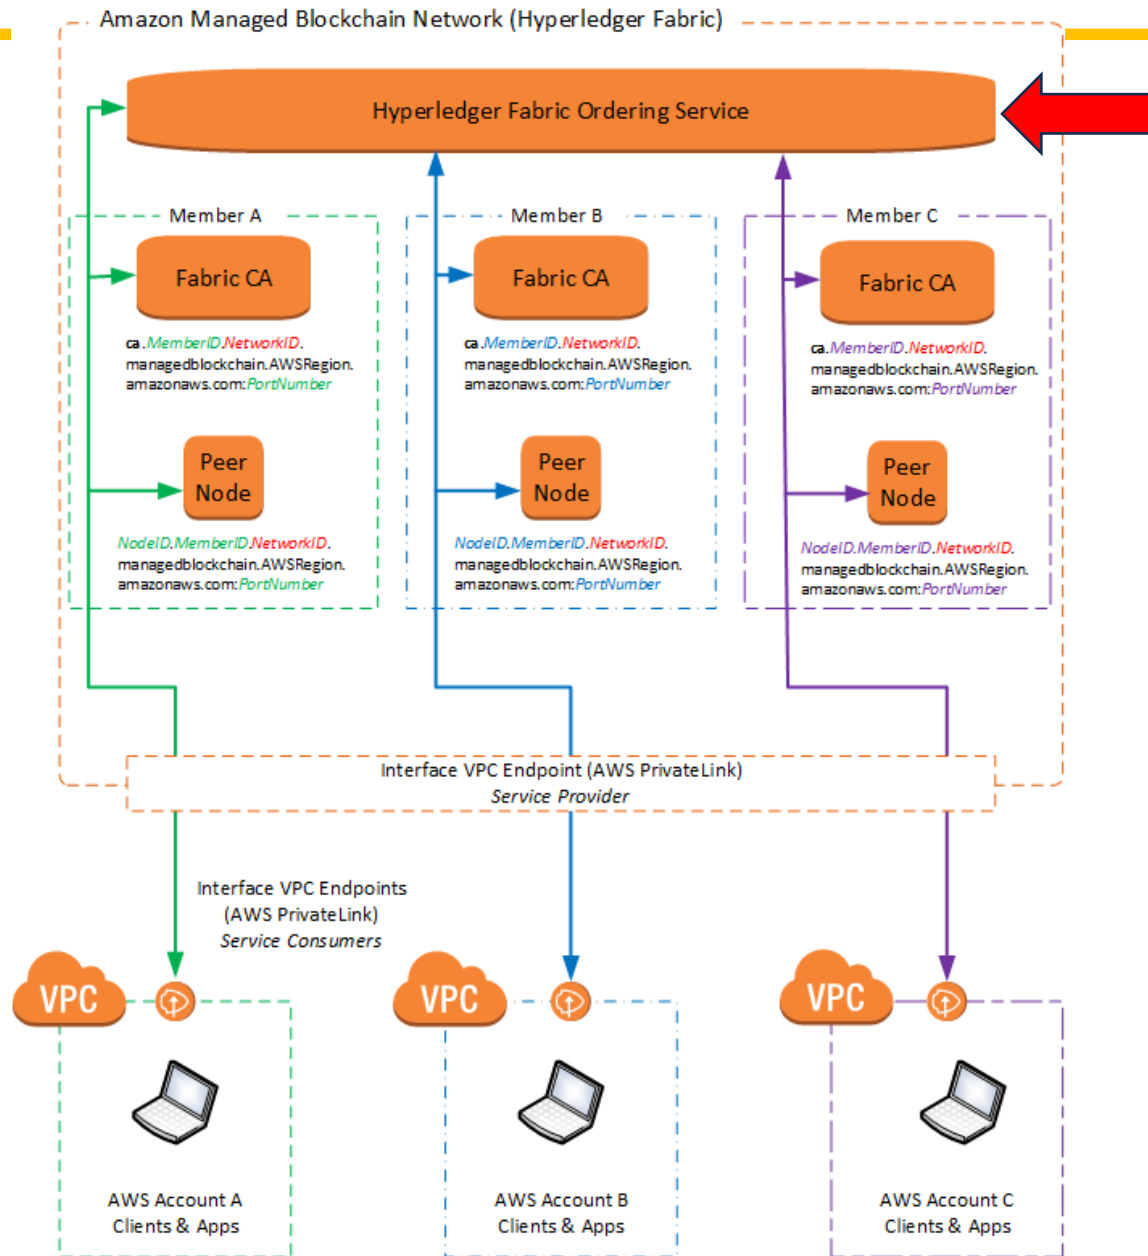 Amazon Managed Blockchain Network (Hyperledger Fabric)
Hyperledger Fabric Ordering Service
Member A
Fabric CA
ca.MemberID.NetworkID.
managedblockchain.AWSRegion.
amazonaws.com:PortNumber
Peer
Node
NodeID.MemberID.NetworkID.
managedblockchain.AWSRegion.
amazonaws.com:PortNumber
Member B
Fabric CA
ca.MemberID.NetworkID.
managedblockchain.AWSRegion.
amazonaws.com:PortNumber
Peer
Node
NodeID.MemberID.NetworkID.
managedblockchain.AWSRegion.
amazonaws.com:PortNumber
Member C
Fabric CA
ca.MemberID.NetworkID.
managedblockchain.AWSRegion.
amazonaws.com:PortNumber
Peer
Node
NodeID.MemberID.NetworkID.
managedblockchain.AWSRegion.
amazonaws.com:PortNumber
Interface VPC Endpoint (AWS PrivateLink)
Service Provider
Interface VPC Endpoints
(AWS PrivateLink)
Service Consumers
VPC
AWS Account A
Clients & Apps
VPC
AWS Account B
Clients & Apps
VPC
AWS Account C
Clients & Apps